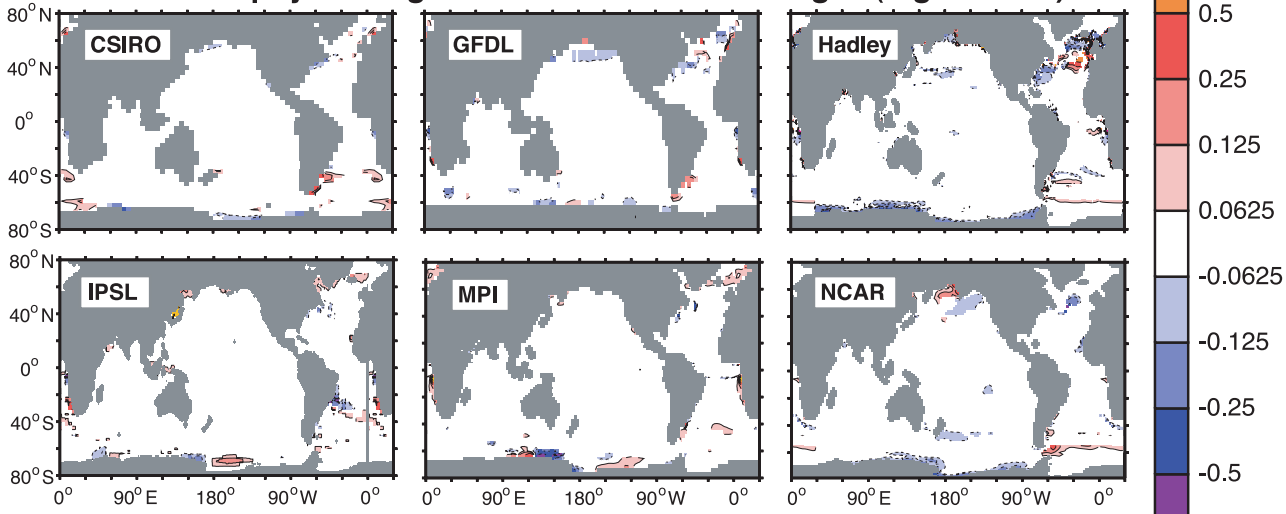 CSIRO
GFDL
Hadley
80° N
40° N
0°
40° S
80° S
0.5
0.25
0.125
0.0625
-0.0625
-0.125
-0.25
-0.5
IPSL
MPI
NCAR
80° N
40° N
0°
40° S
80° S
0° 90° E 180° 90° W 0°
0° 90° E 180° 90° W 0°
0° 90° E 180° 90° W 0°